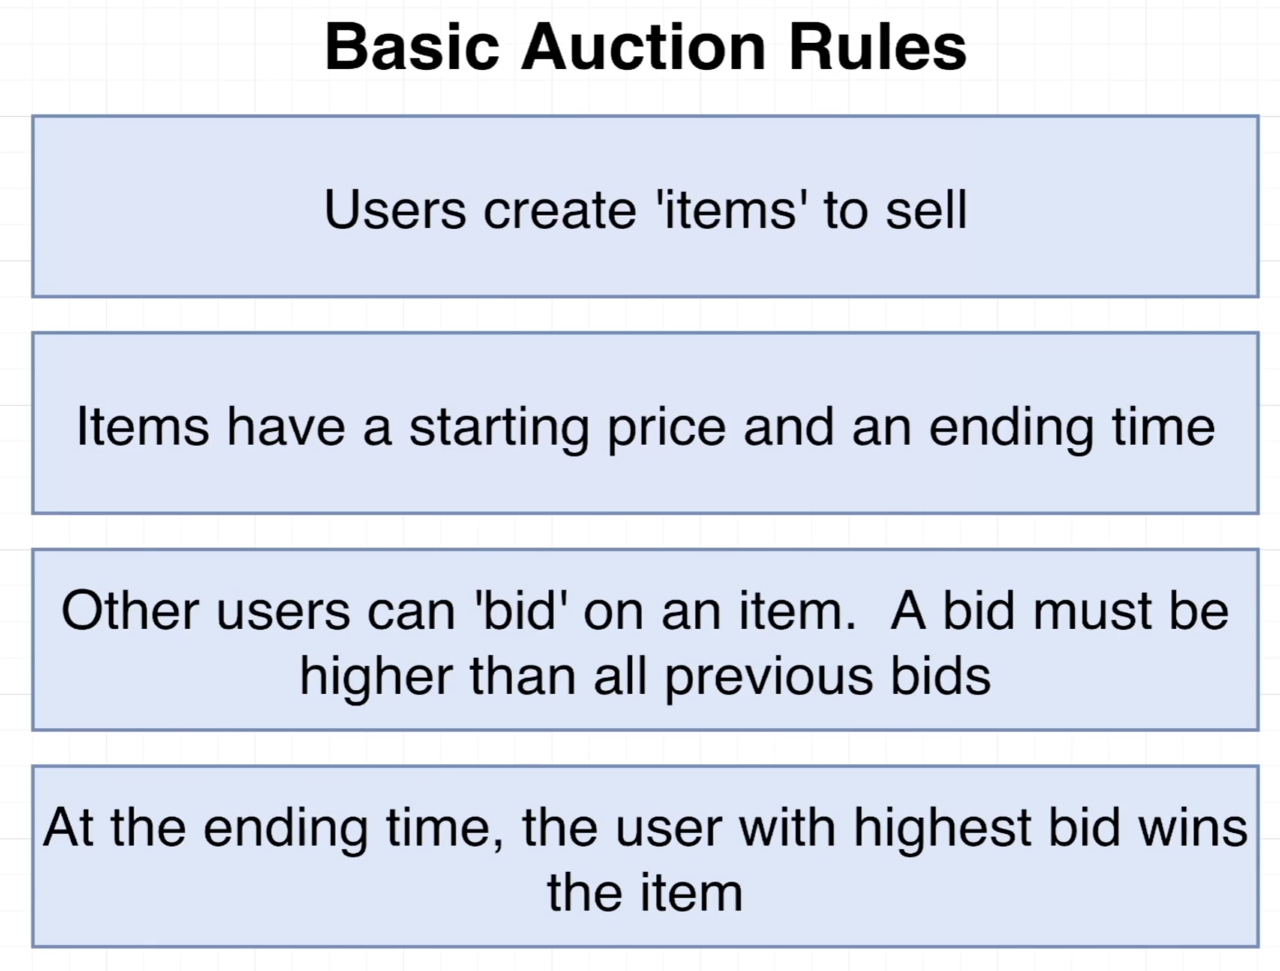 Basic Auction Rules
Users create 'items' to sell
Items have a starting price and an ending time
Other users can 'bid' on an item.  A bid must be
higher than all previous bids
At the ending time, the user with highest bid wins
the item